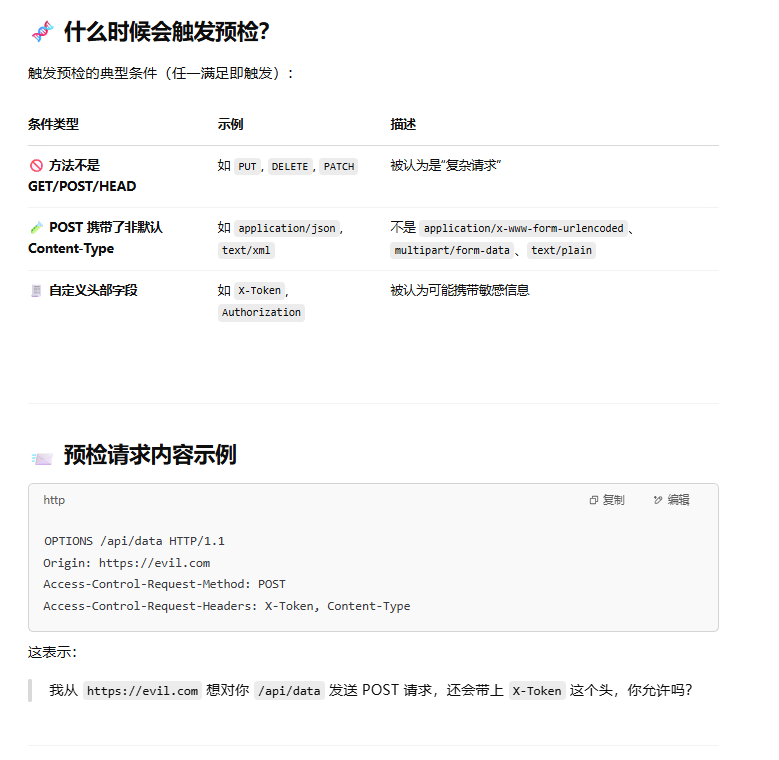 什么时候会触发预检?
触发预检的典型条件（任一满足即触发）：
条件类型 示例 描述
方法不是 如 PUT, DELETE, PATCH 被认为是“复杂请求”
GET/POST/HEAD
POST 携带了非默认 如 application/json, 不是 application/x-www-form-urlencoded、
Content-Type text/xml multipart/form-data、text/plain
自定义头部字段 如 X-Token, 被认为可能携带敏感信息
Authorization
预检请求内容示例
http 复制 编辑
OPTIONS /api/data HTTP/1.1
Origin: https://evil.com
Access-Control-Request-Method: POST
Access-Control-Request-Headers: X-Token, Content-Type
这表示：
我从 https://evil.com 想对你 /api/data 发送 POST 请求，还会带上 X-Token 这个头，你允许吗？